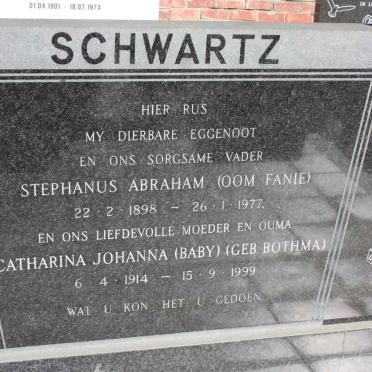 01.04.1901 - 18.07.1974
SCHWARTZ
HIER RUS
MY DIERBARE EGGENOOT
EN ONS SORGSAME VADER
STEPHANUS ABRAHAM (OOM FANIE)
22 · 2 · 1898 – 26 · 1 · 1977
EN ONS LIEFDEVOLLE MOEDER EN OUMA
CATHARINA JOHANNA (BABY) (GEB BOTHMA)
6 · 4 · 1914 – 15 · 9 · 1999
WAT U KON HET U GEDOEN